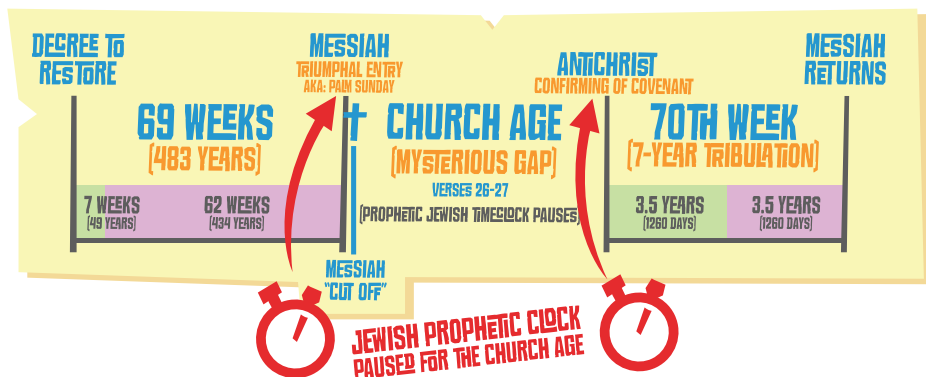 DECREE TO
RESTORE
69 WEEKS
(483 YEARS)
7 WEEKS
(49 YEARS)
62 WEEKS
(434 YEARS)
MESSIAH
TRIUMPHAL ENTRY
AKA: PALM SUNDAY
MESSIAH
"CUT OFF"
CHURCH AGE
(MYSTERIOUS GAP)
VERSES 26-27
(PROPHETIC JEWISH TIMECLOCK PAUSES)
ANTICHRIST
CONFIRMING OF COVENANT
70TH WEEK
(7-YEAR TRIBULATION)
3.5 YEARS
(1260 DAYS)
3.5 YEARS
(1260 DAYS)
MESSIAH
RETURNS
JEWISH PROPHETIC CLOCK
PAUSED FOR THE CHURCH AGE